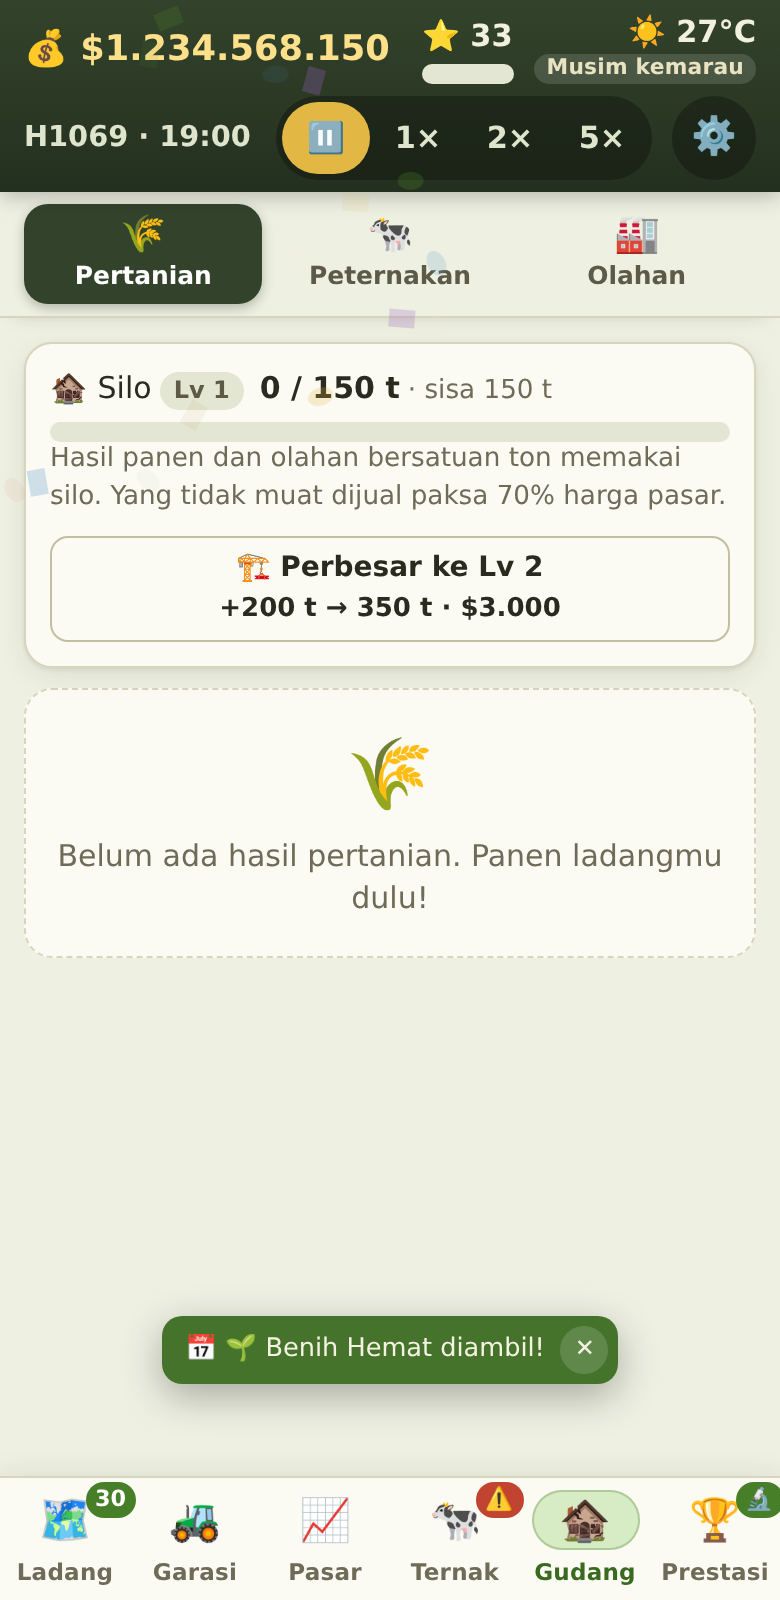 $1.234.568.150
33
27°C
Musim kemarau
H1069 · 19:00
1×
2×
5×
Pertanian
Peternakan
Olahan
Silo Lv 1 0 / 150 t · sisa 150 t
Hasil panen dan olahan bersatuan ton memakai
silo. Yang tidak muat dijual paksa 70% harga pasar.
Perbesar ke Lv 2
+200 t → 350 t · $3.000
Belum ada hasil pertanian. Panen ladangmu
dulu!
Benih Hemat diambil! ✕
30
Ladang
Garasi
Pasar
Ternak
Gudang
Prestasi